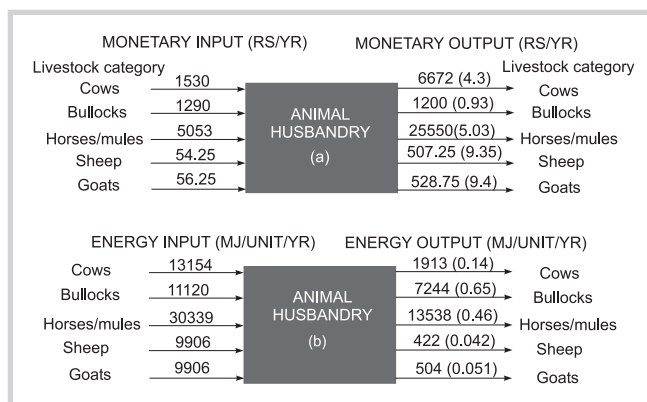 MONETARY INPUT (RS/YR) MONETARY OUTPUT (RS/YR)
Livestock category Livestock category
Cows 1530 6672 (4.3) Cows
Bullocks 1290 1200 (0.93) Bullocks
Horses/mules 5053 25550(5.03) Horses/mules
Sheep 54.25 507.25 (9.35) Sheep
Goats 56.25 528.75 (9.4) Goats
ANIMAL
HUSBANDRY
(a)
ENERGY INPUT (MJ/UNIT/YR) ENERGY OUTPUT (MJ/UNIT/YR)
Cows 13154 1913 (0.14) Cows
Bullocks 11120 7244 (0.65) Bullocks
Horses/mules 30339 13538 (0.46) Horses/mules
Sheep 9906 422 (0.042) Sheep
Goats 9906 504 (0.051) Goats
ANIMAL
HUSBANDRY
(b)